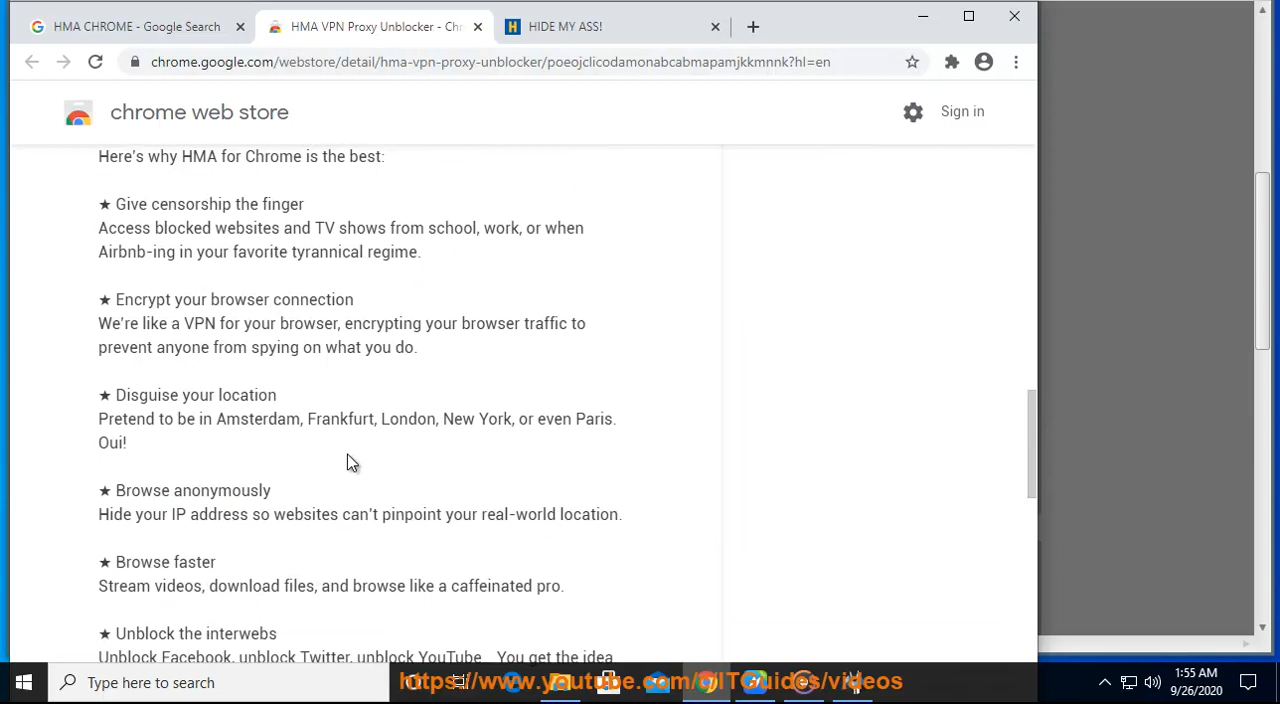 HMA CHROME - Google Search
HMA VPN Proxy Unblocker - Chr
HIDE MY ASS!
chrome.google.com/webstore/detail/hma-vpn-proxy-unblocker/poeojclicodamonabcabmapamjkkmnnk?hl=en
chrome web store
Sign in
Here's why HMA for Chrome is the best:
★ Give censorship the finger
Access blocked websites and TV shows from school, work, or when
Airbnb-ing in your favorite tyrannical regime.
★ Encrypt your browser connection
We're like a VPN for your browser, encrypting your browser traffic to
prevent anyone from spying on what you do.
★ Disguise your location
Pretend to be in Amsterdam, Frankfurt, London, New York, or even Paris.
Oui!
★ Browse anonymously
Hide your IP address so websites can't pinpoint your real-world location.
★ Browse faster
Stream videos, download files, and browse like a caffeinated pro.
★ Unblock the interwebs
Unblock Facebook, unblock Twitter, unblock YouTube... You get the idea
Type here to search
1:55 AM
9/26/2020